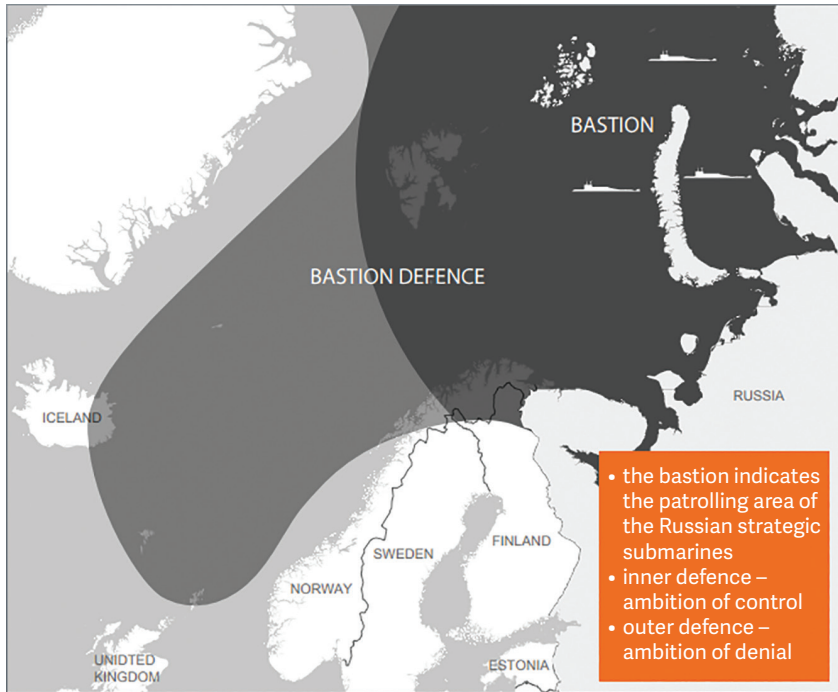 BASTION
BASTION DEFENCE
ICELAND
RUSSIA
FINLAND
SWEDEN
NORWAY
UNIDTED
KINGDOM
ESTONIA
• the bastion indicates
the patrolling area of
the Russian strategic
submarines
• inner defence –
ambition of control
• outer defence –
ambition of denial